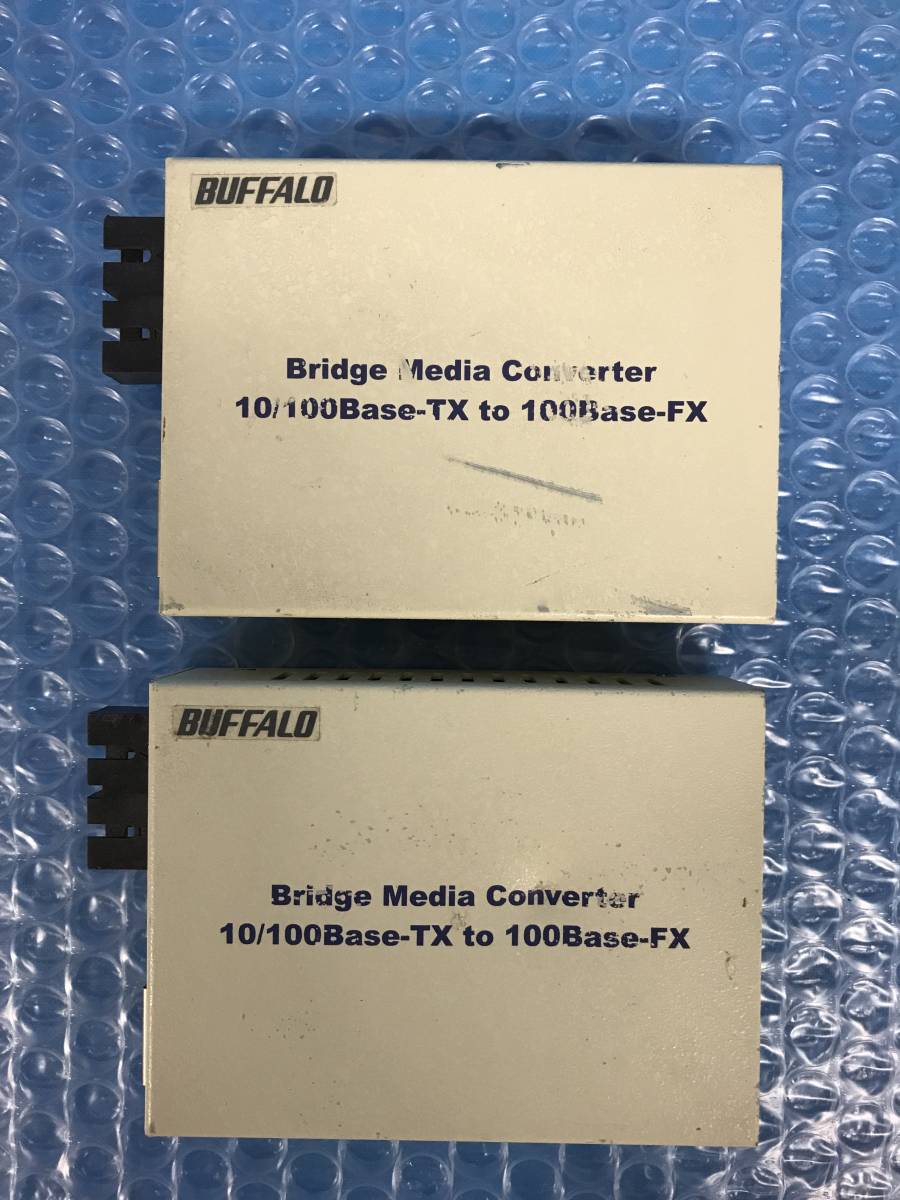 BUFFALO
Bridge Media Converter
10/100Base-TX to 100Base-FX
BUFFALO
Bridge Media Converter
10/100Base-TX to 100Base-FX